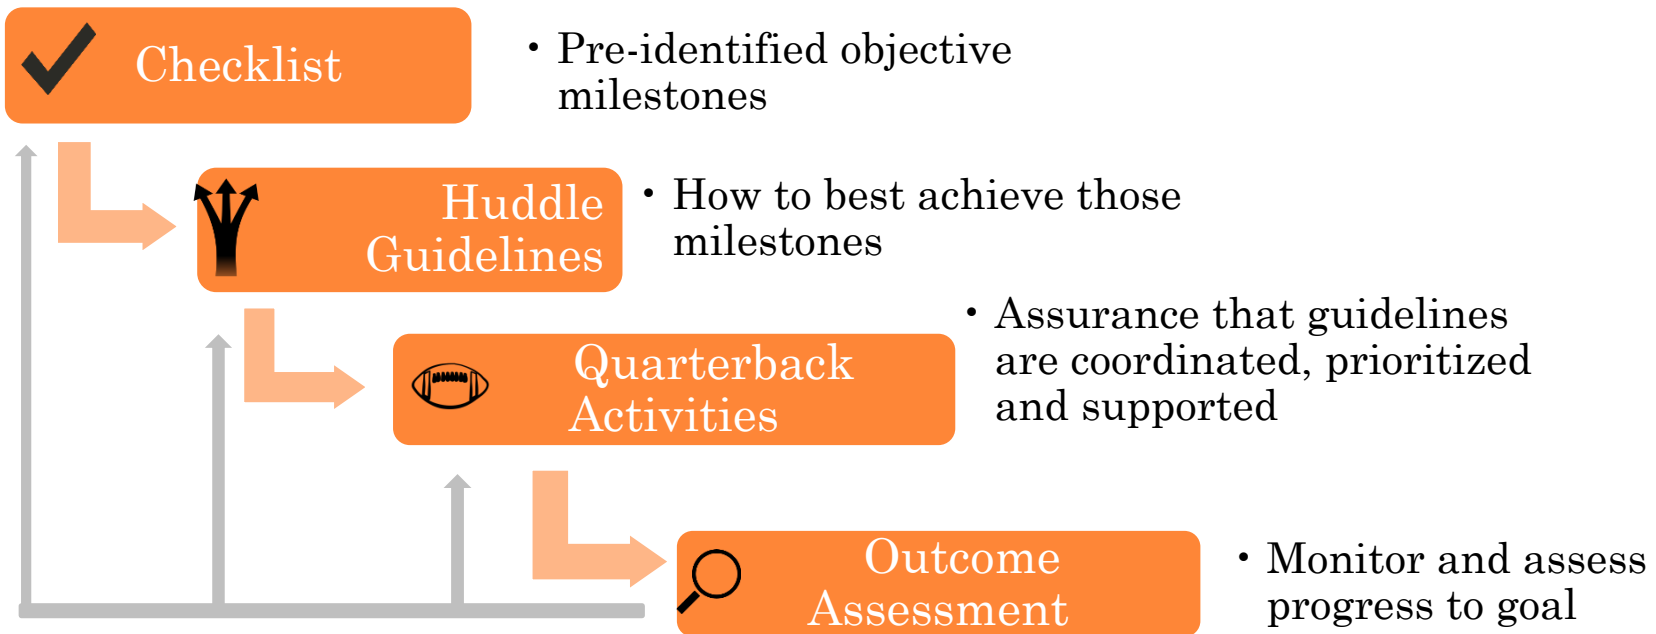 Checklist
• Pre-identified objective
milestones
Huddle
Guidelines
• How to best achieve those
milestones
Quarterback
Activities
• Assurance that guidelines
are coordinated, prioritized
and supported
Outcome
Assessment
• Monitor and assess
progress to goal